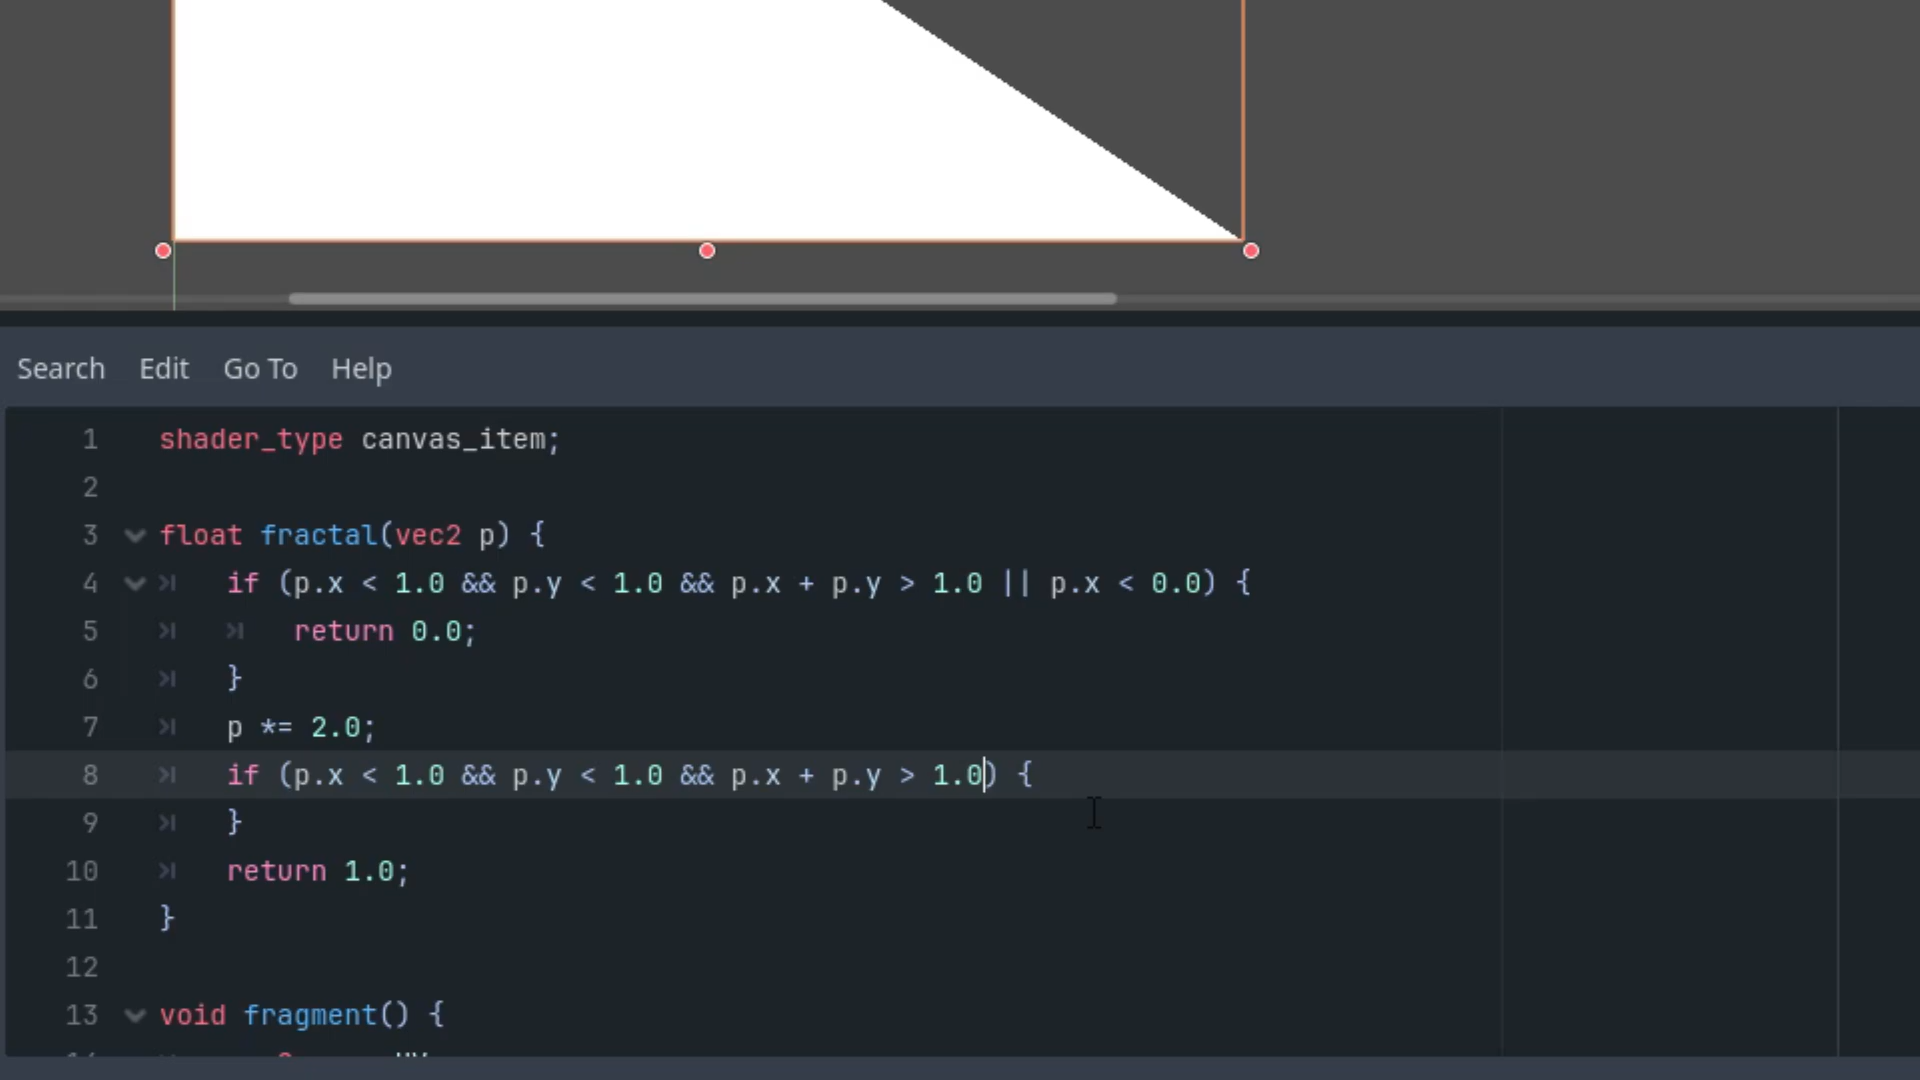 Search Edit Go To Help
1 shader_type canvas_item;
2
3 float fractal(vec2 p) {
4 if (p.x < 1.0 && p.y < 1.0 && p.x + p.y > 1.0 || p.x < 0.0) {
5 return 0.0;
6 }
7 p *= 2.0;
8 if (p.x < 1.0 && p.y < 1.0 && p.x + p.y > 1.0) {
9 }
10 return 1.0;
11 }
12
13 void fragment() {